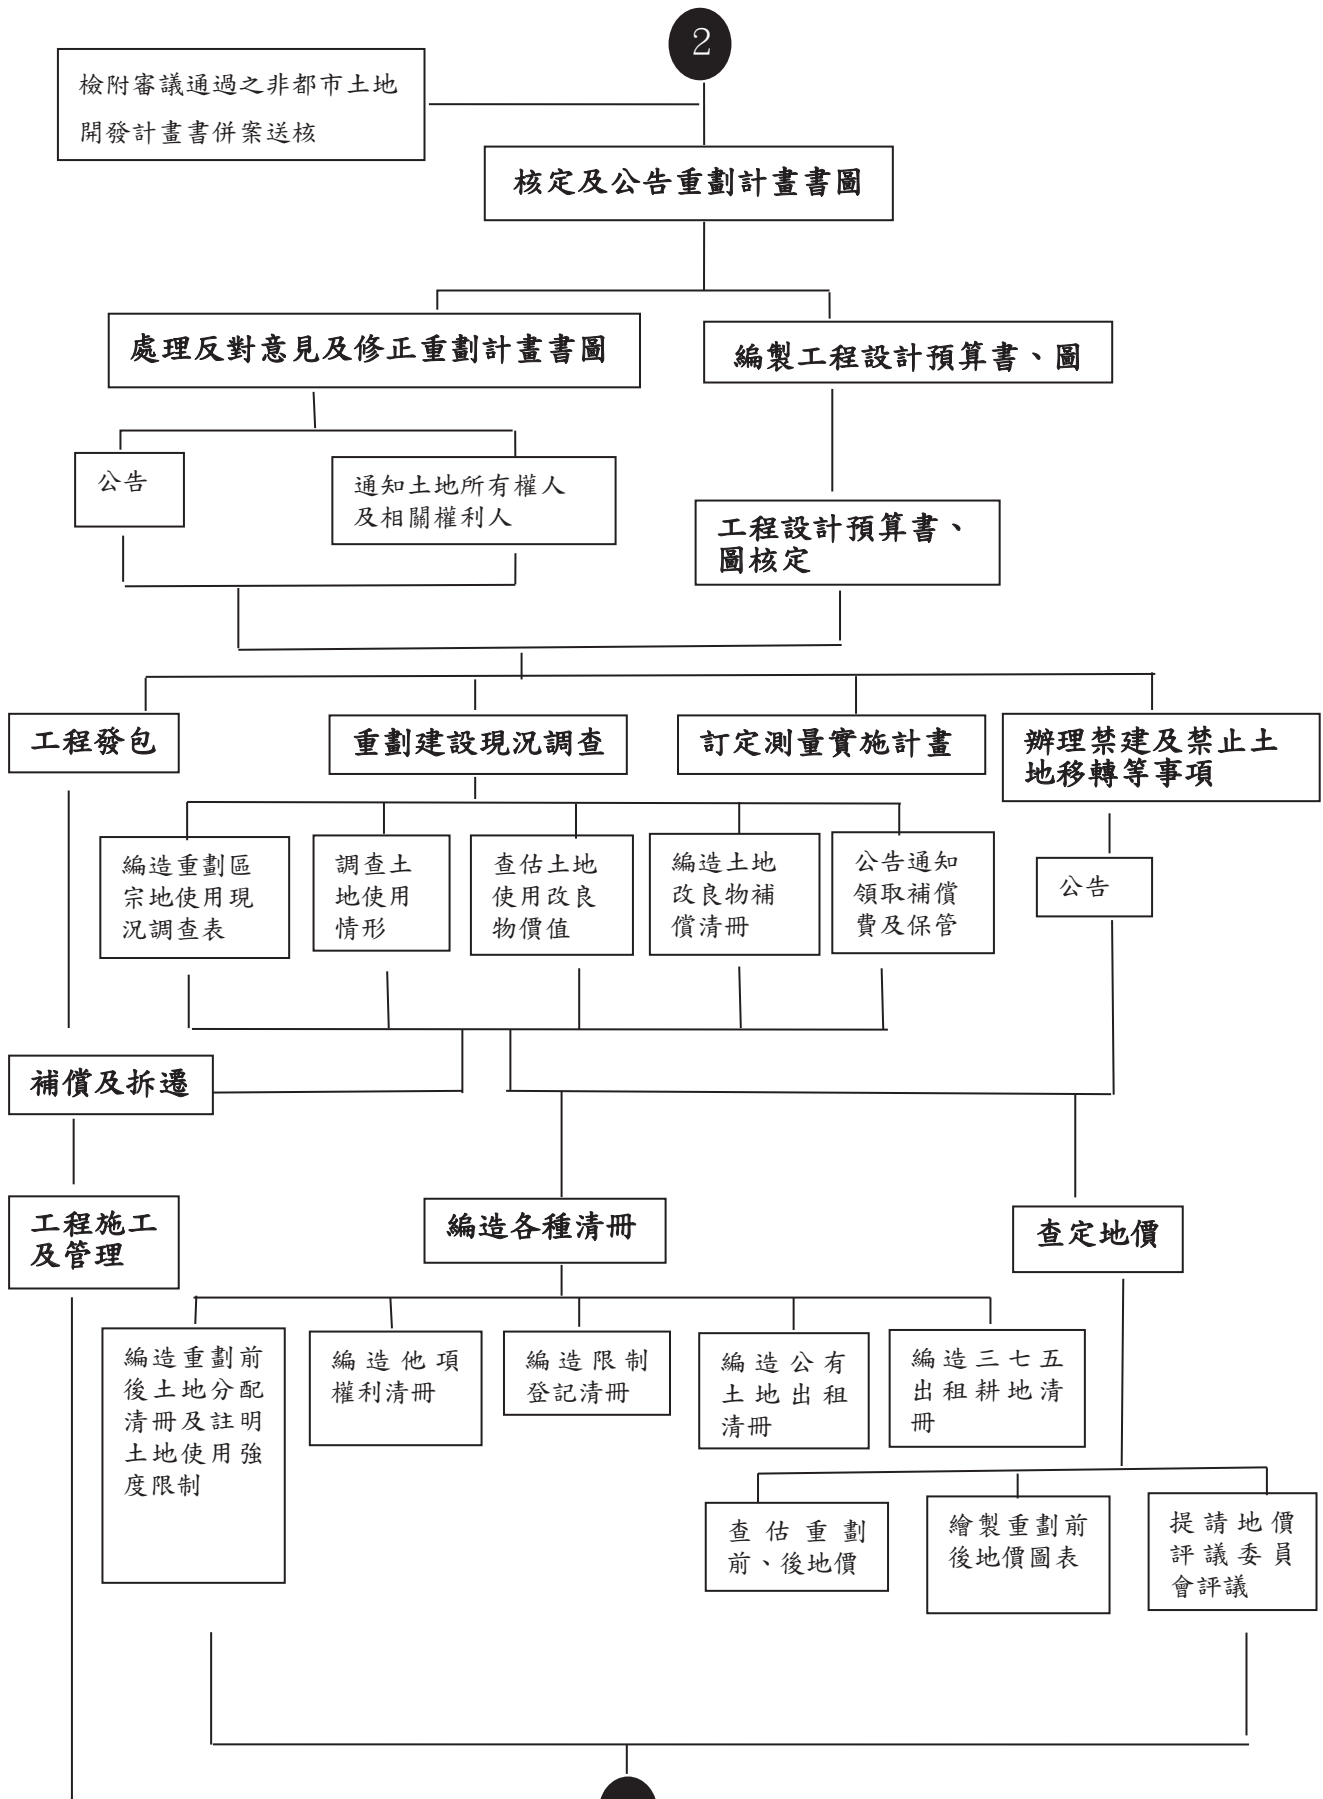 2
檢附審議通過之非都市土地
開發計畫書併案送核
核定及公告重劃計畫書圖
處理反對意見及修正重劃計畫書圖
編製工程設計預算書、圖
公告
通知土地所有權人
及相關權利人
工程設計預算書、
圖核定
工程發包
重劃建設現況調查
訂定測量實施計畫
辦理禁建及禁止土
地移轉等事項
編造重劃區
宗地使用現
況調查表
調查土
地使用
情形
查估土地
使用改良
物價值
編造土地
改良物補
償清冊
公告通知
領取補償
費及保管
公告
補償及拆遷
工程施工
及管理
編造各種清冊
查定地價
編造重劃前
後土地分配
清冊及註明
土地使用強
度限制
編造他項
權利清冊
編造限制
登記清冊
編造公有
土地出租
清冊
編造三七五
出租耕地清
冊
查估重劃
前、後地價
繪製重劃前
後地價圖表
提請地價
評議委員
會評議